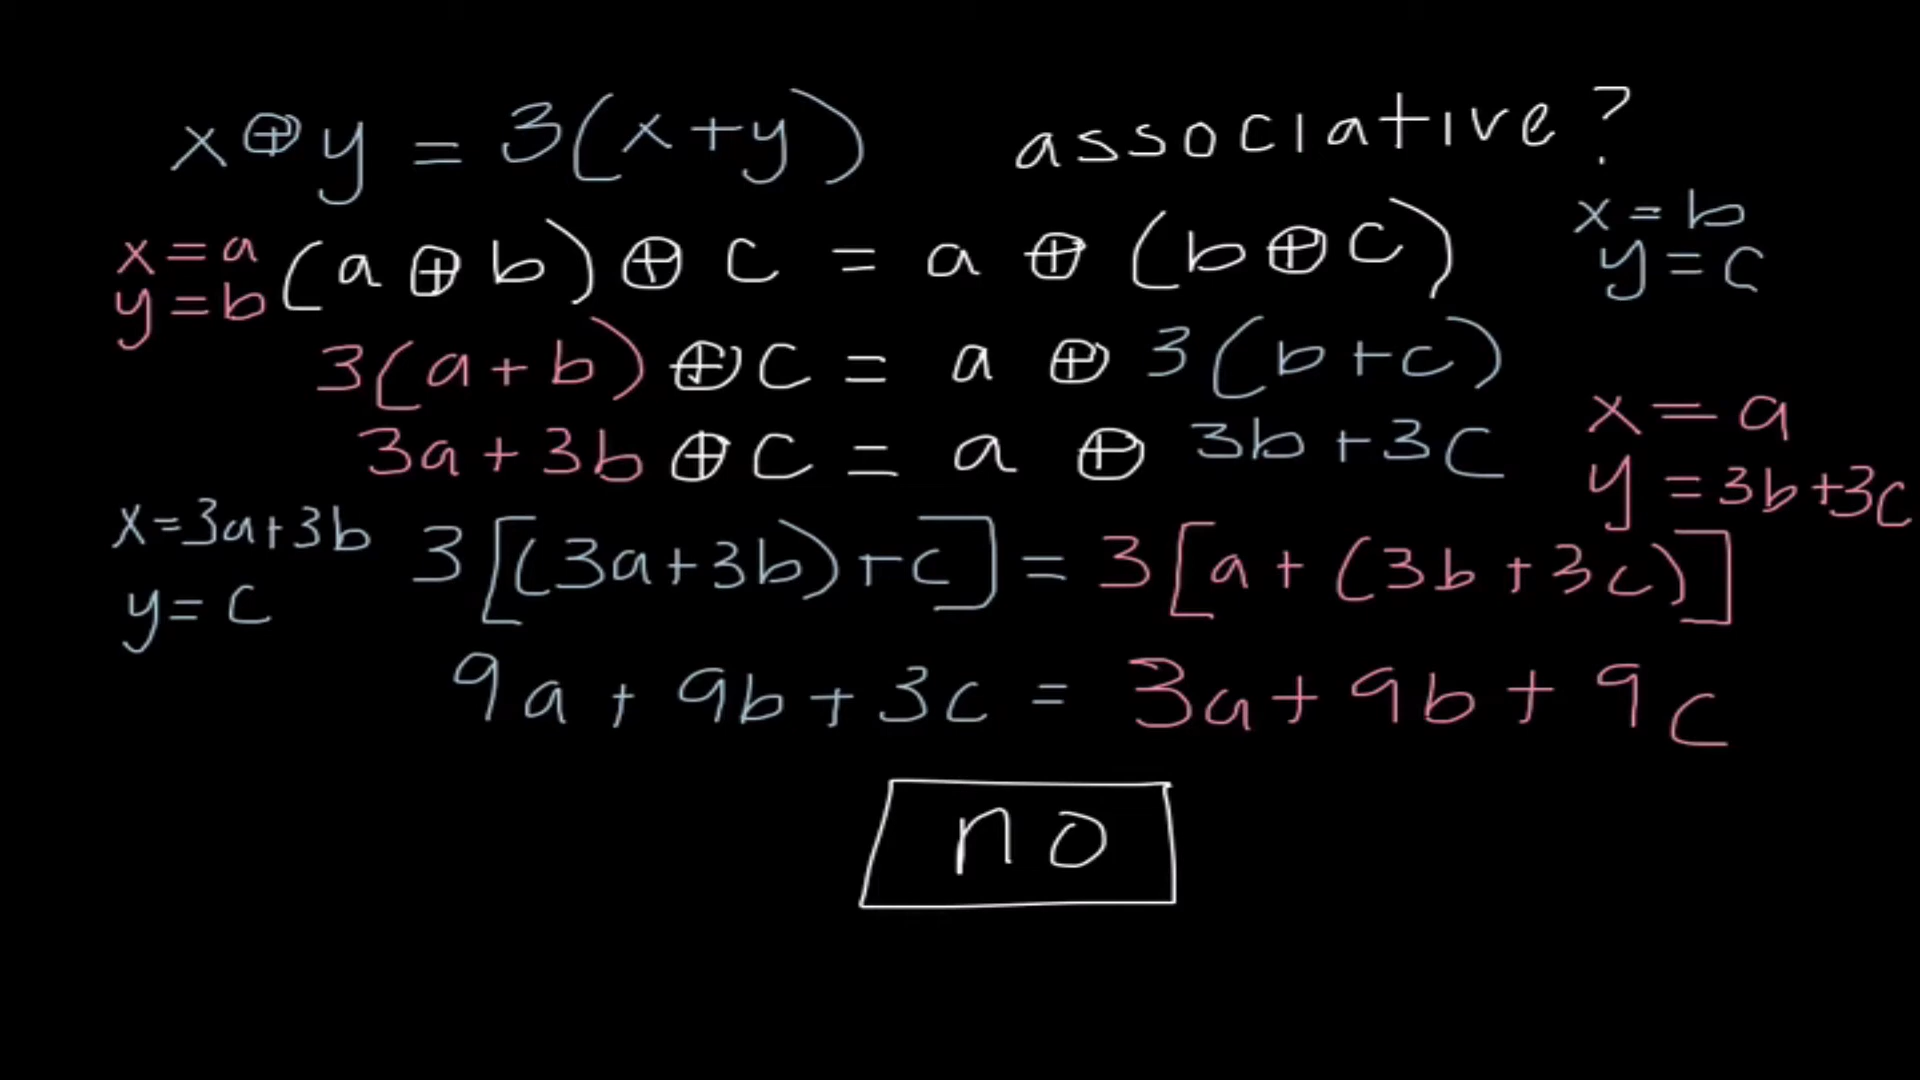 x⊕y = 3(x+y) associative?
x=b
y=c
x=a
y=b
(a⊕b)⊕c = a⊕(b⊕c)
3(a+b)⊕c = a⊕3(b+c)
x=a
y=3b+3c
3a+3b⊕c = a⊕3b+3c
x=3a+3b
y=c
3[(3a+3b)+c] = 3[a+(3b+3c)]
9a+9b+3c = 3a+9b+9c
no